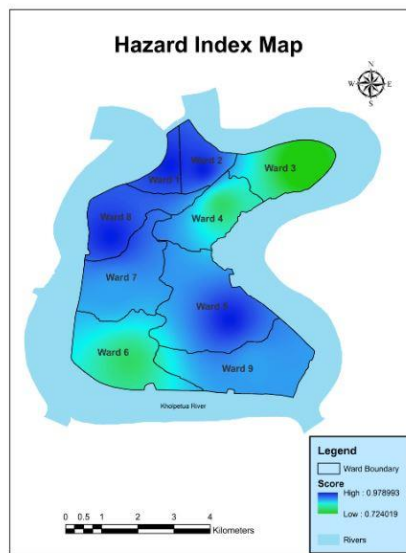 Hazard Index Map
N
W E
S
Ward 1
Ward 2
Ward 3
Ward 4
Ward 8
Ward 7
Ward 5
Ward 6
Ward 9
Kholpetua River
Legend
Ward Boundary
Score
High : 0.978993
Low : 0.724019
Rivers
0 0.5 1 2 3 4
Kilometers